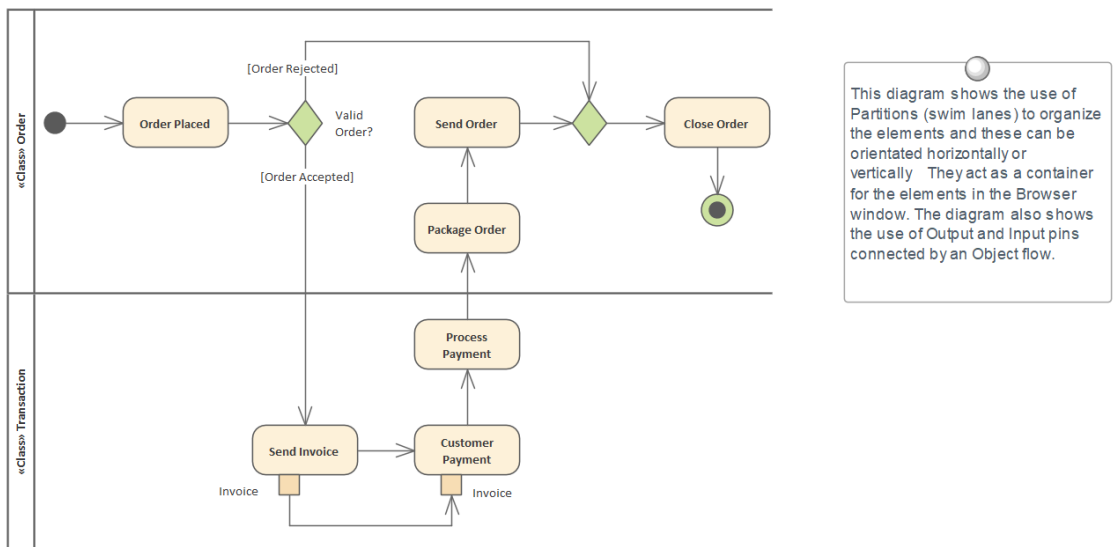 «Class» Order
[Order Rejected]
Order Placed
Valid
Order?
Send Order
Close Order
[Order Accepted]
Package Order
«Class» Transaction
Process
Payment
Send Invoice
Customer
Payment
Invoice
Invoice
This diagram shows the use of
Partitions (swim lanes) to organize
the elements and these can be
orientated horizontally or
vertically   They act as a container
for the elements in the Browser
window. The diagram also shows
the use of Output and Input pins
connected by an Object flow.